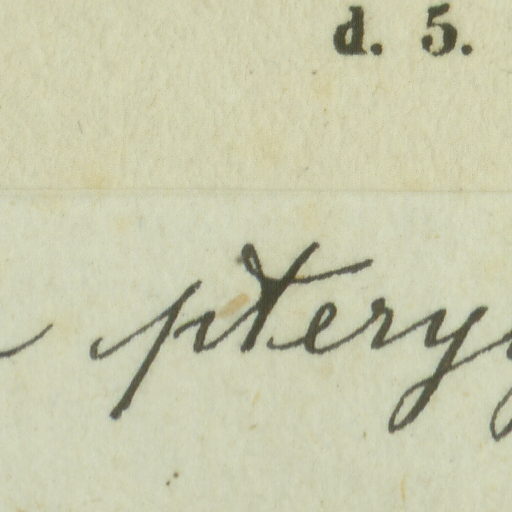 d. 5.
pteryg